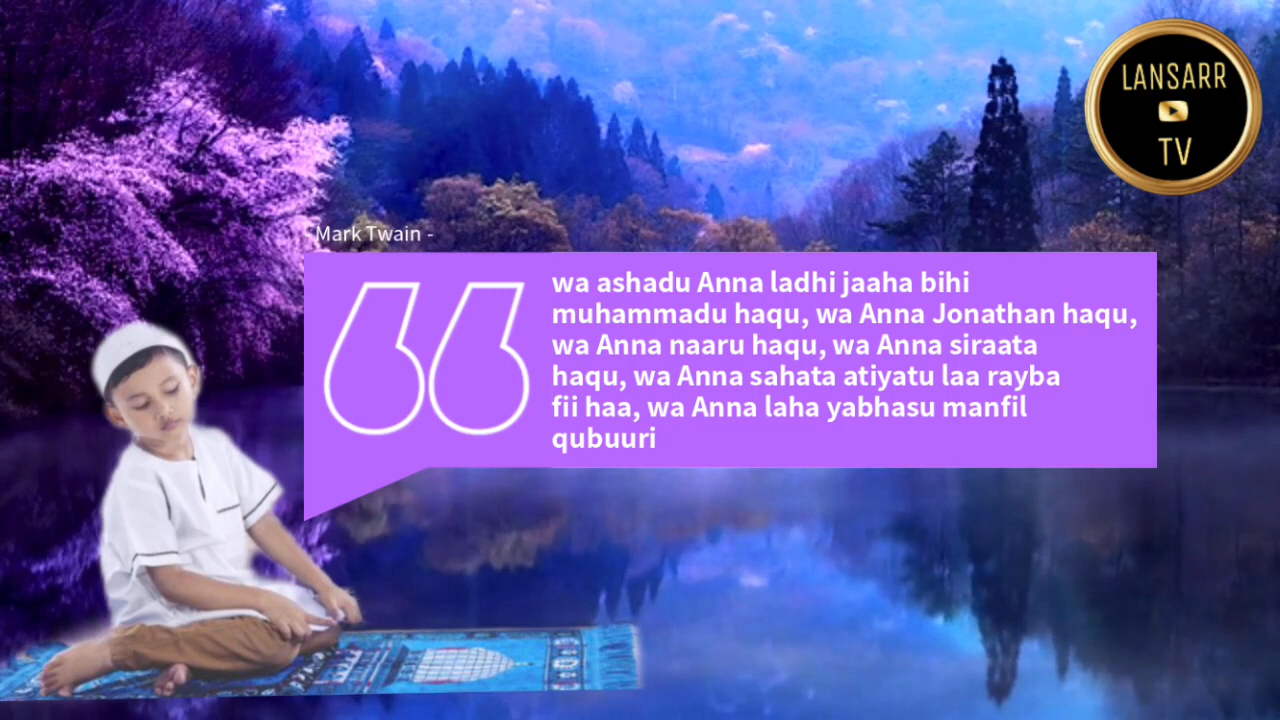 LANSARR
TV
Mark Twain -
wa ashadu Anna ladhi jaaha bihi
muhammadu haqu, wa Anna Jonathan haqu,
wa Anna naaru haqu, wa Anna siraata
haqu, wa Anna sahata atiyatu laa rayba
fii haa, wa Anna laha yabhasu manfil
qubuuri